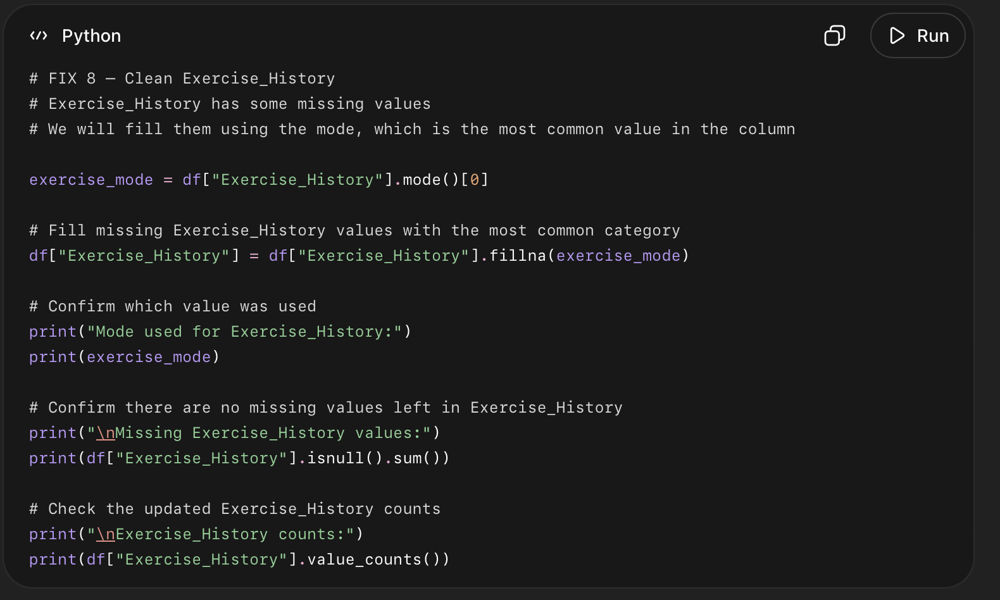 Python
Run
# FIX 8 — Clean Exercise_History
# Exercise_History has some missing values
# We will fill them using the mode, which is the most common value in the column
exercise_mode = df["Exercise_History"].mode()[0]
# Fill missing Exercise_History values with the most common category
df["Exercise_History"] = df["Exercise_History"].fillna(exercise_mode)
# Confirm which value was used
print("Mode used for Exercise_History:")
print(exercise_mode)
# Confirm there are no missing values left in Exercise_History
print("\nMissing Exercise_History values:")
print(df["Exercise_History"].isnull().sum())
# Check the updated Exercise_History counts
print("\nExercise_History counts:")
print(df["Exercise_History"].value_counts())